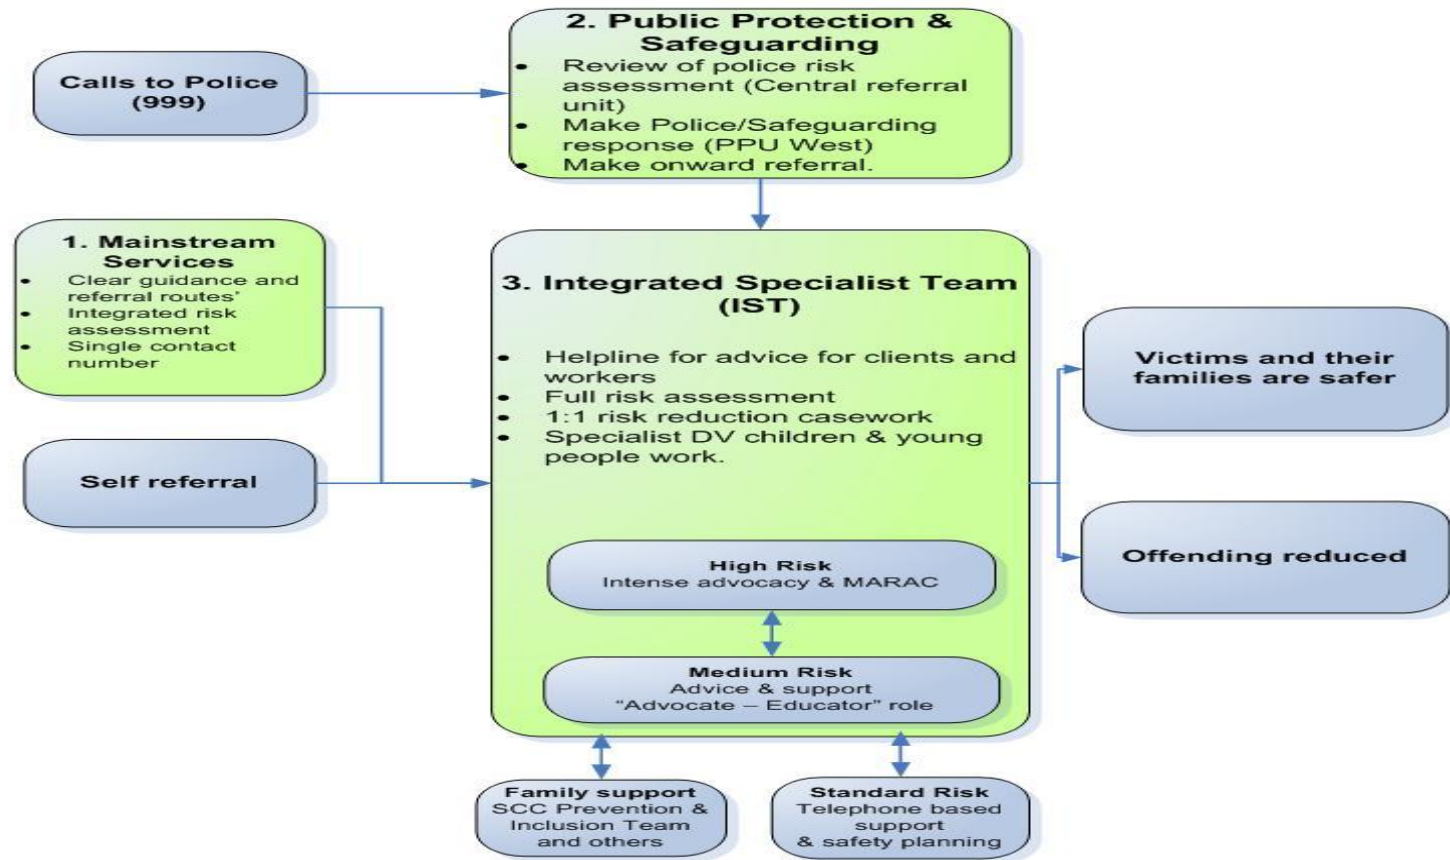 2. Public Protection &
Safeguarding
• Review of police risk
assessment (Central referral
unit)
• Make Police/Safeguarding
response (PPU West)
• Make onward referral.
Calls to Police
(999)
1. Mainstream
Services
• Clear guidance and
referral routes'
• Integrated risk
assessment
• Single contact
number
Self referral
3. Integrated Specialist Team
(IST)
• Helpline for advice for clients and
workers
• Full risk assessment
• 1:1 risk reduction casework
• Specialist DV children & young
people work.
High Risk
Intense advocacy & MARAC
Medium Risk
Advice & support
“Advocate – Educator” role
Victims and their
families are safer
Offending reduced
Family support
SCC Prevention &
Inclusion Team
and others
Standard Risk
Telephone based
support
& safety planning